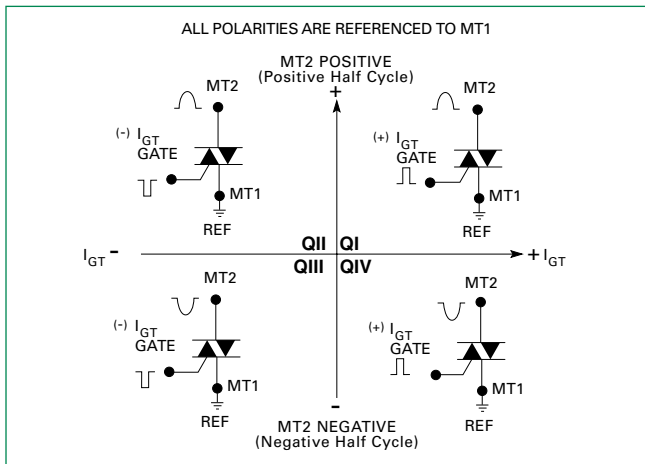 ALL POLARITIES ARE REFERENCED TO MT1
MT2 POSITIVE
(Positive Half Cycle)
+
MT2
(-) IGT
GATE
MT1
REF
MT2
(+) IGT
GATE
MT1
REF
IGT -
QII QI
QIII QIV
+ IGT
MT2
(-) IGT
GATE
MT1
REF
MT2
(+) IGT
GATE
MT1
REF
-
MT2 NEGATIVE
(Negative Half Cycle)